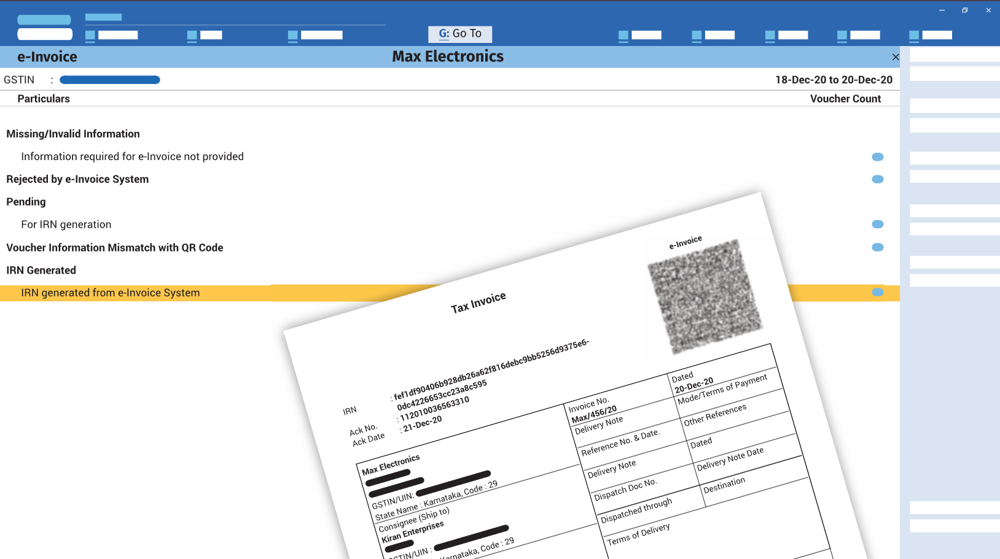 G: Go To
e-Invoice
Max Electronics
GSTIN :
18-Dec-20 to 20-Dec-20
Particulars
Voucher Count
Missing/Invalid Information
Information required for e-Invoice not provided
Rejected by e-Invoice System
Pending
For IRN generation
Voucher Information Mismatch with QR Code
IRN Generated
IRN generated from e-Invoice System
e-Invoice
Tax Invoice
IRN : fef1df90406b928db26a62f816debc9bb5256d9375e6-
0dc4226653cc23a8c595
Ack No. : 112010036563310
Ack Date : 21-Dec-20
Max Electronics
GSTIN/UIN:
State Name : Karnataka, Code : 29
Consignee (Ship to)
Kiran Enterprises
GSTIN/UIN :
Karnataka, Code : 29
Invoice No.
Max/456/20
Dated
20-Dec-20
Delivery Note
Mode/Terms of Payment
Reference No. & Date.
Other References
Delivery Note
Dated
Dispatch Doc No.
Delivery Note Date
Dispatched through
Destination
Terms of Delivery